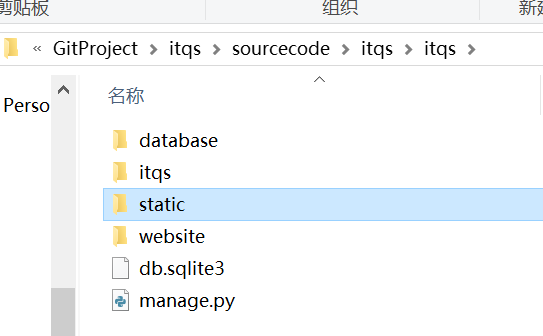 剪贴板 组织 新建
« GitProject > itqs > sourcecode > itqs > itqs >
Perso
名称
database
itqs
static
website
db.sqlite3
manage.py